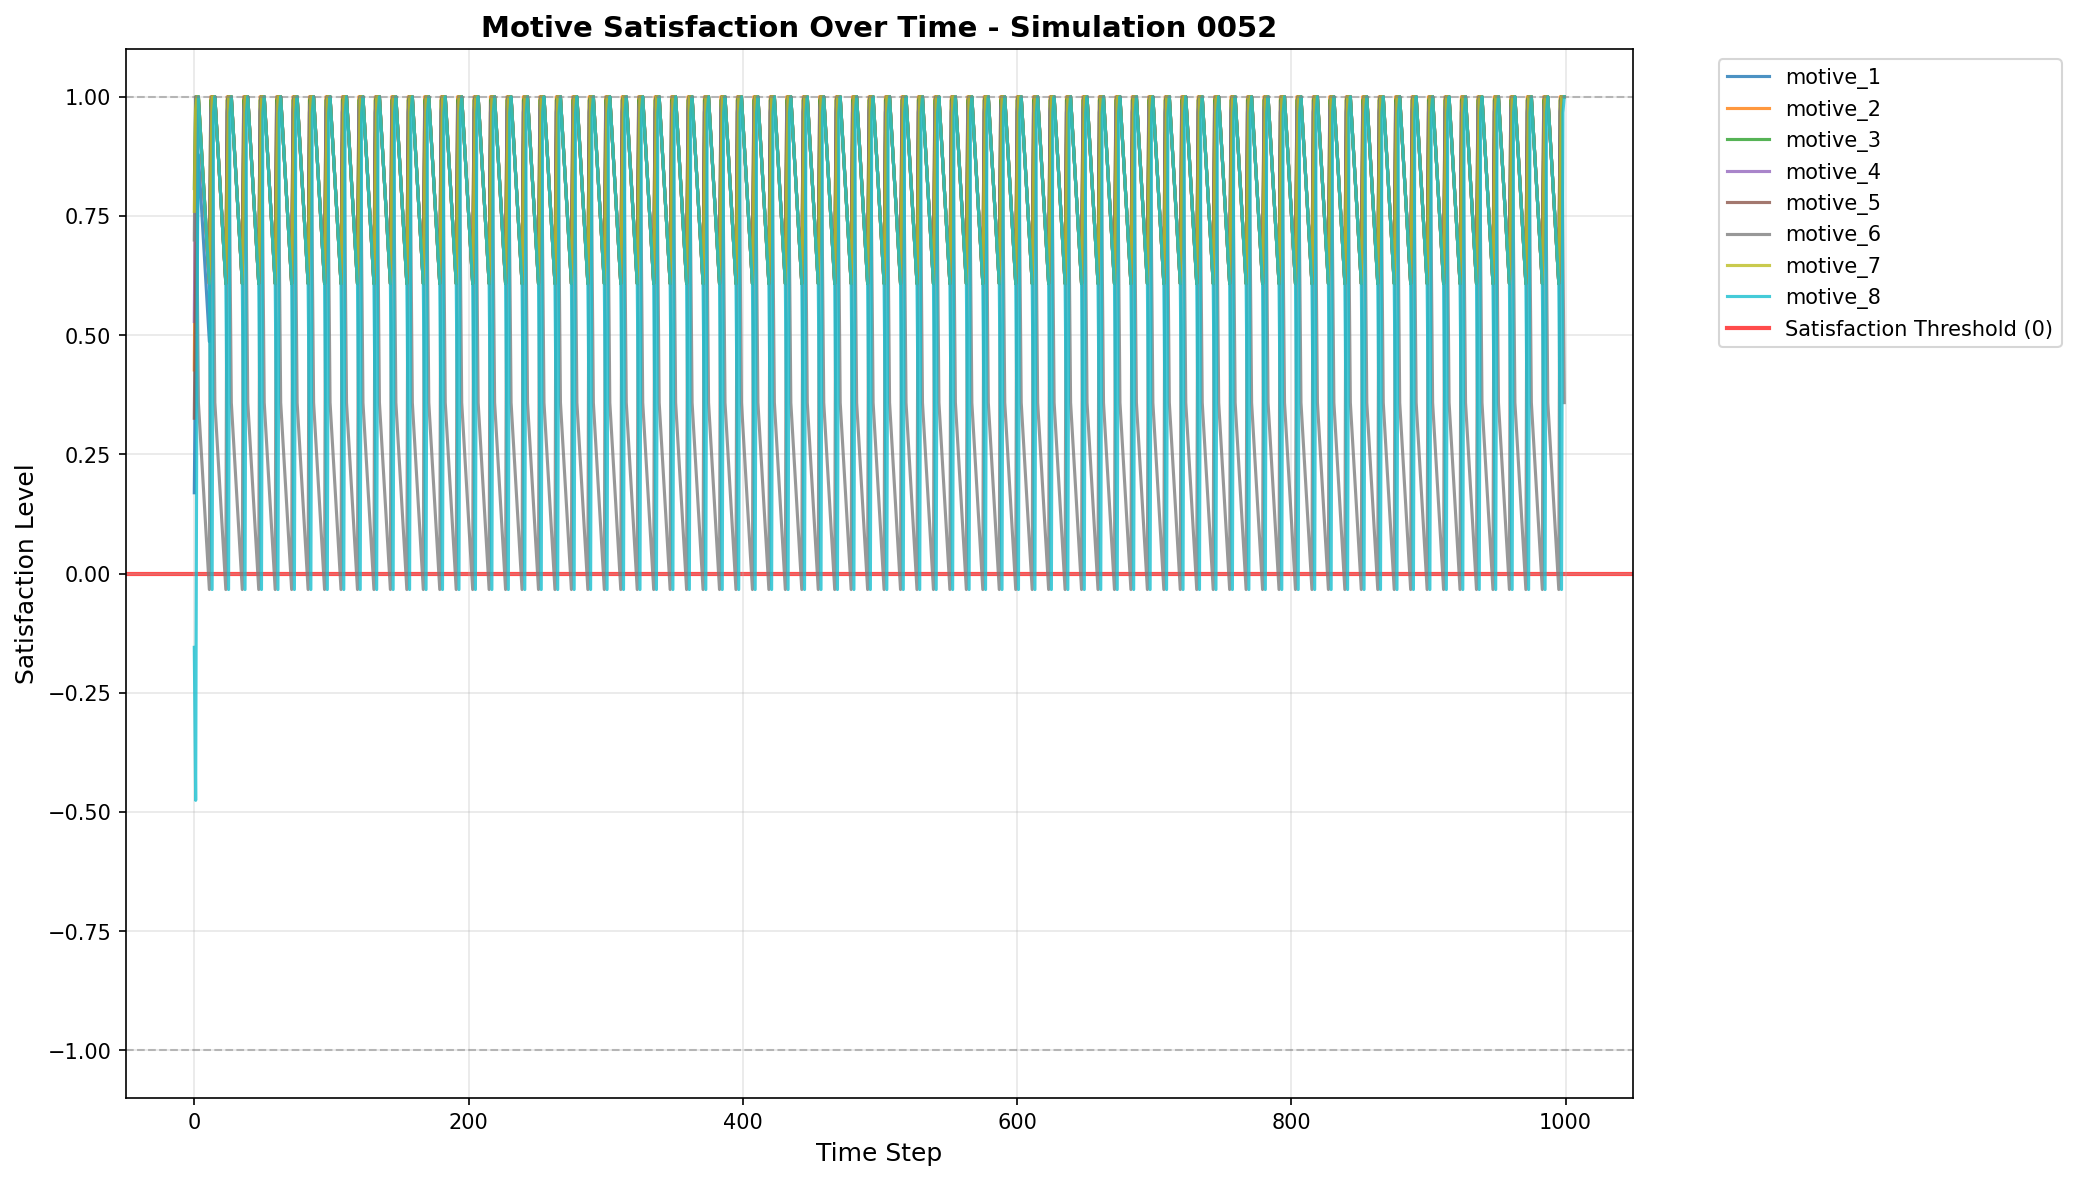 Motive Satisfaction Over Time - Simulation 0052
Satisfaction Level
1.00
0.75
0.50
0.25
0.00
−0.25
−0.50
−0.75
−1.00
0
200
400
600
800
1000
Time Step
motive_1
motive_2
motive_3
motive_4
motive_5
motive_6
motive_7
motive_8
Satisfaction Threshold (0)